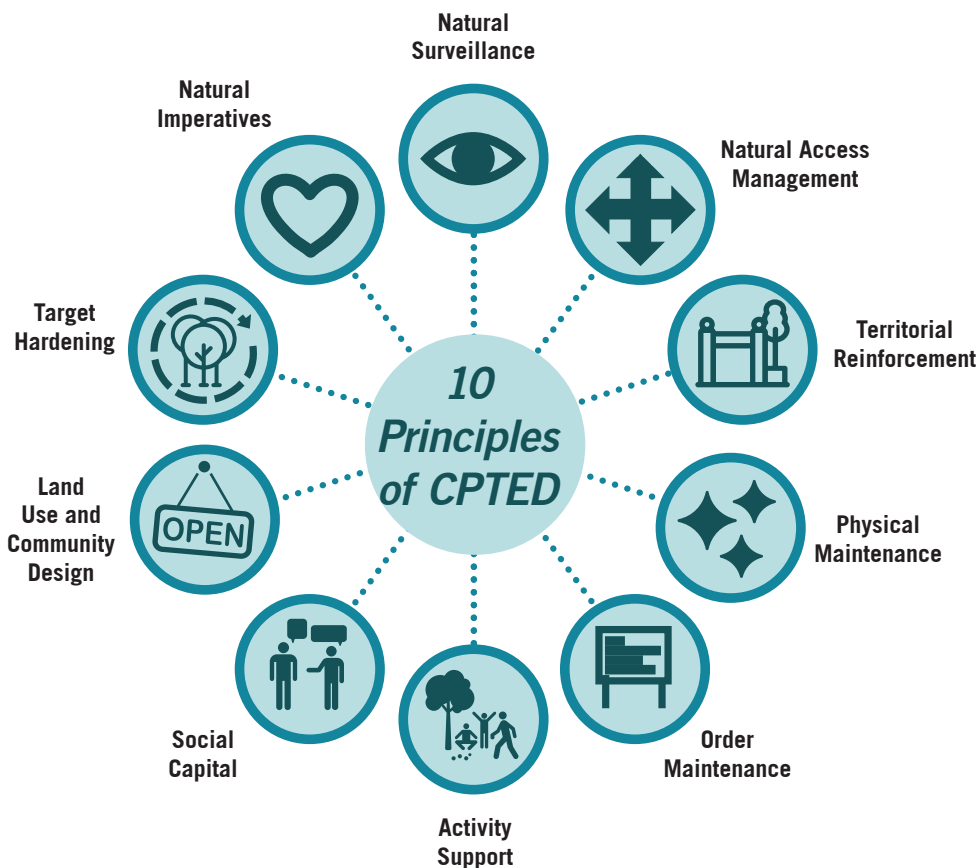 Natural
Surveillance
Natural Access
Management
Territorial
Reinforcement
Physical
Maintenance
Order
Maintenance
Activity
Support
Social
Capital
Land
Use and
Community
Design
OPEN
Target
Hardening
Natural
Imperatives
10
Principles
of CPTED